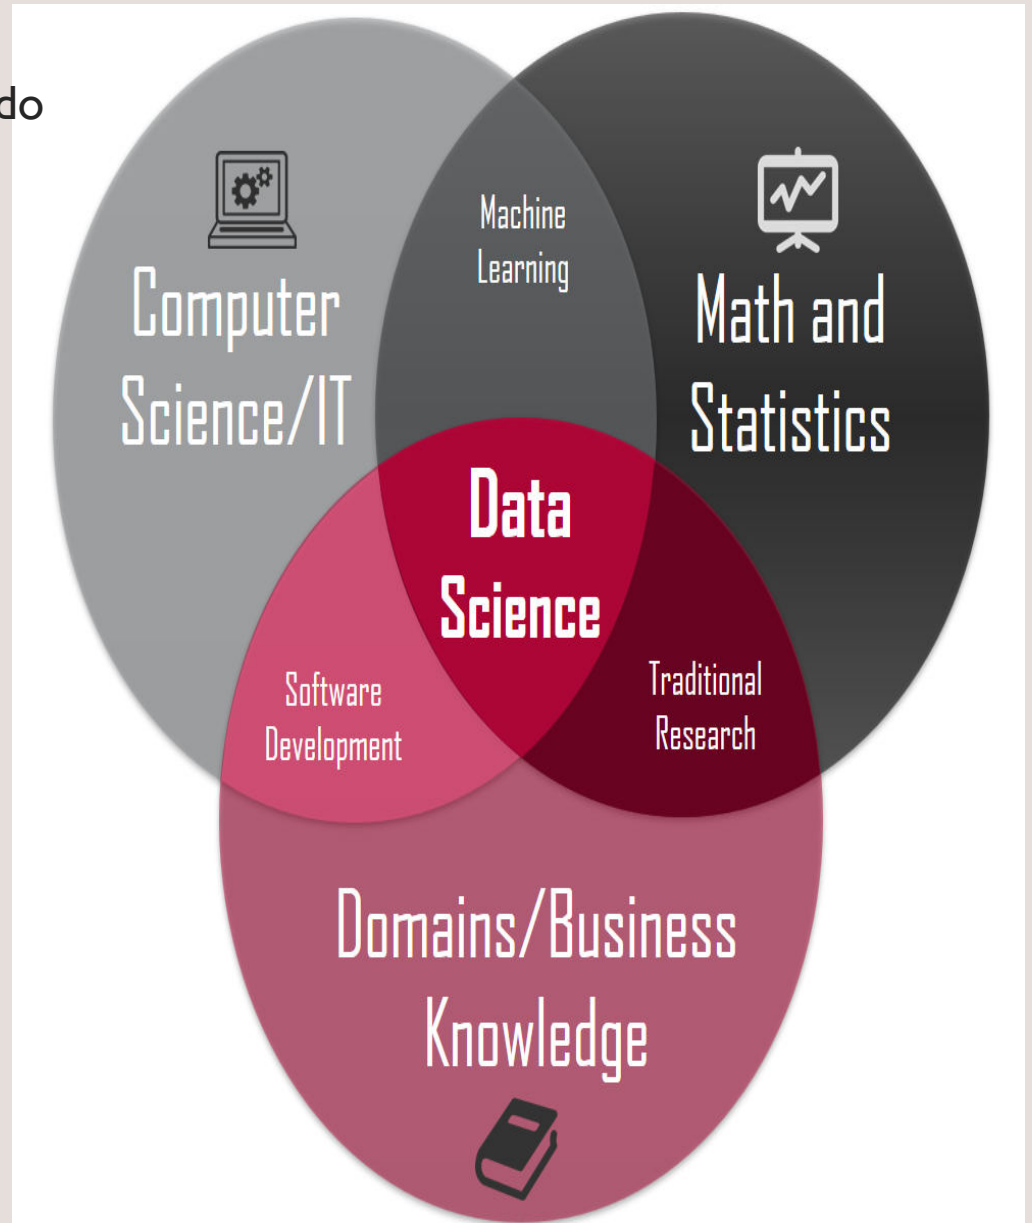 do
Machine
Learning
Computer
Science/IT
Math and
Statistics
Data
Science
Software
Development
Traditional
Research
Domains/Business
Knowledge